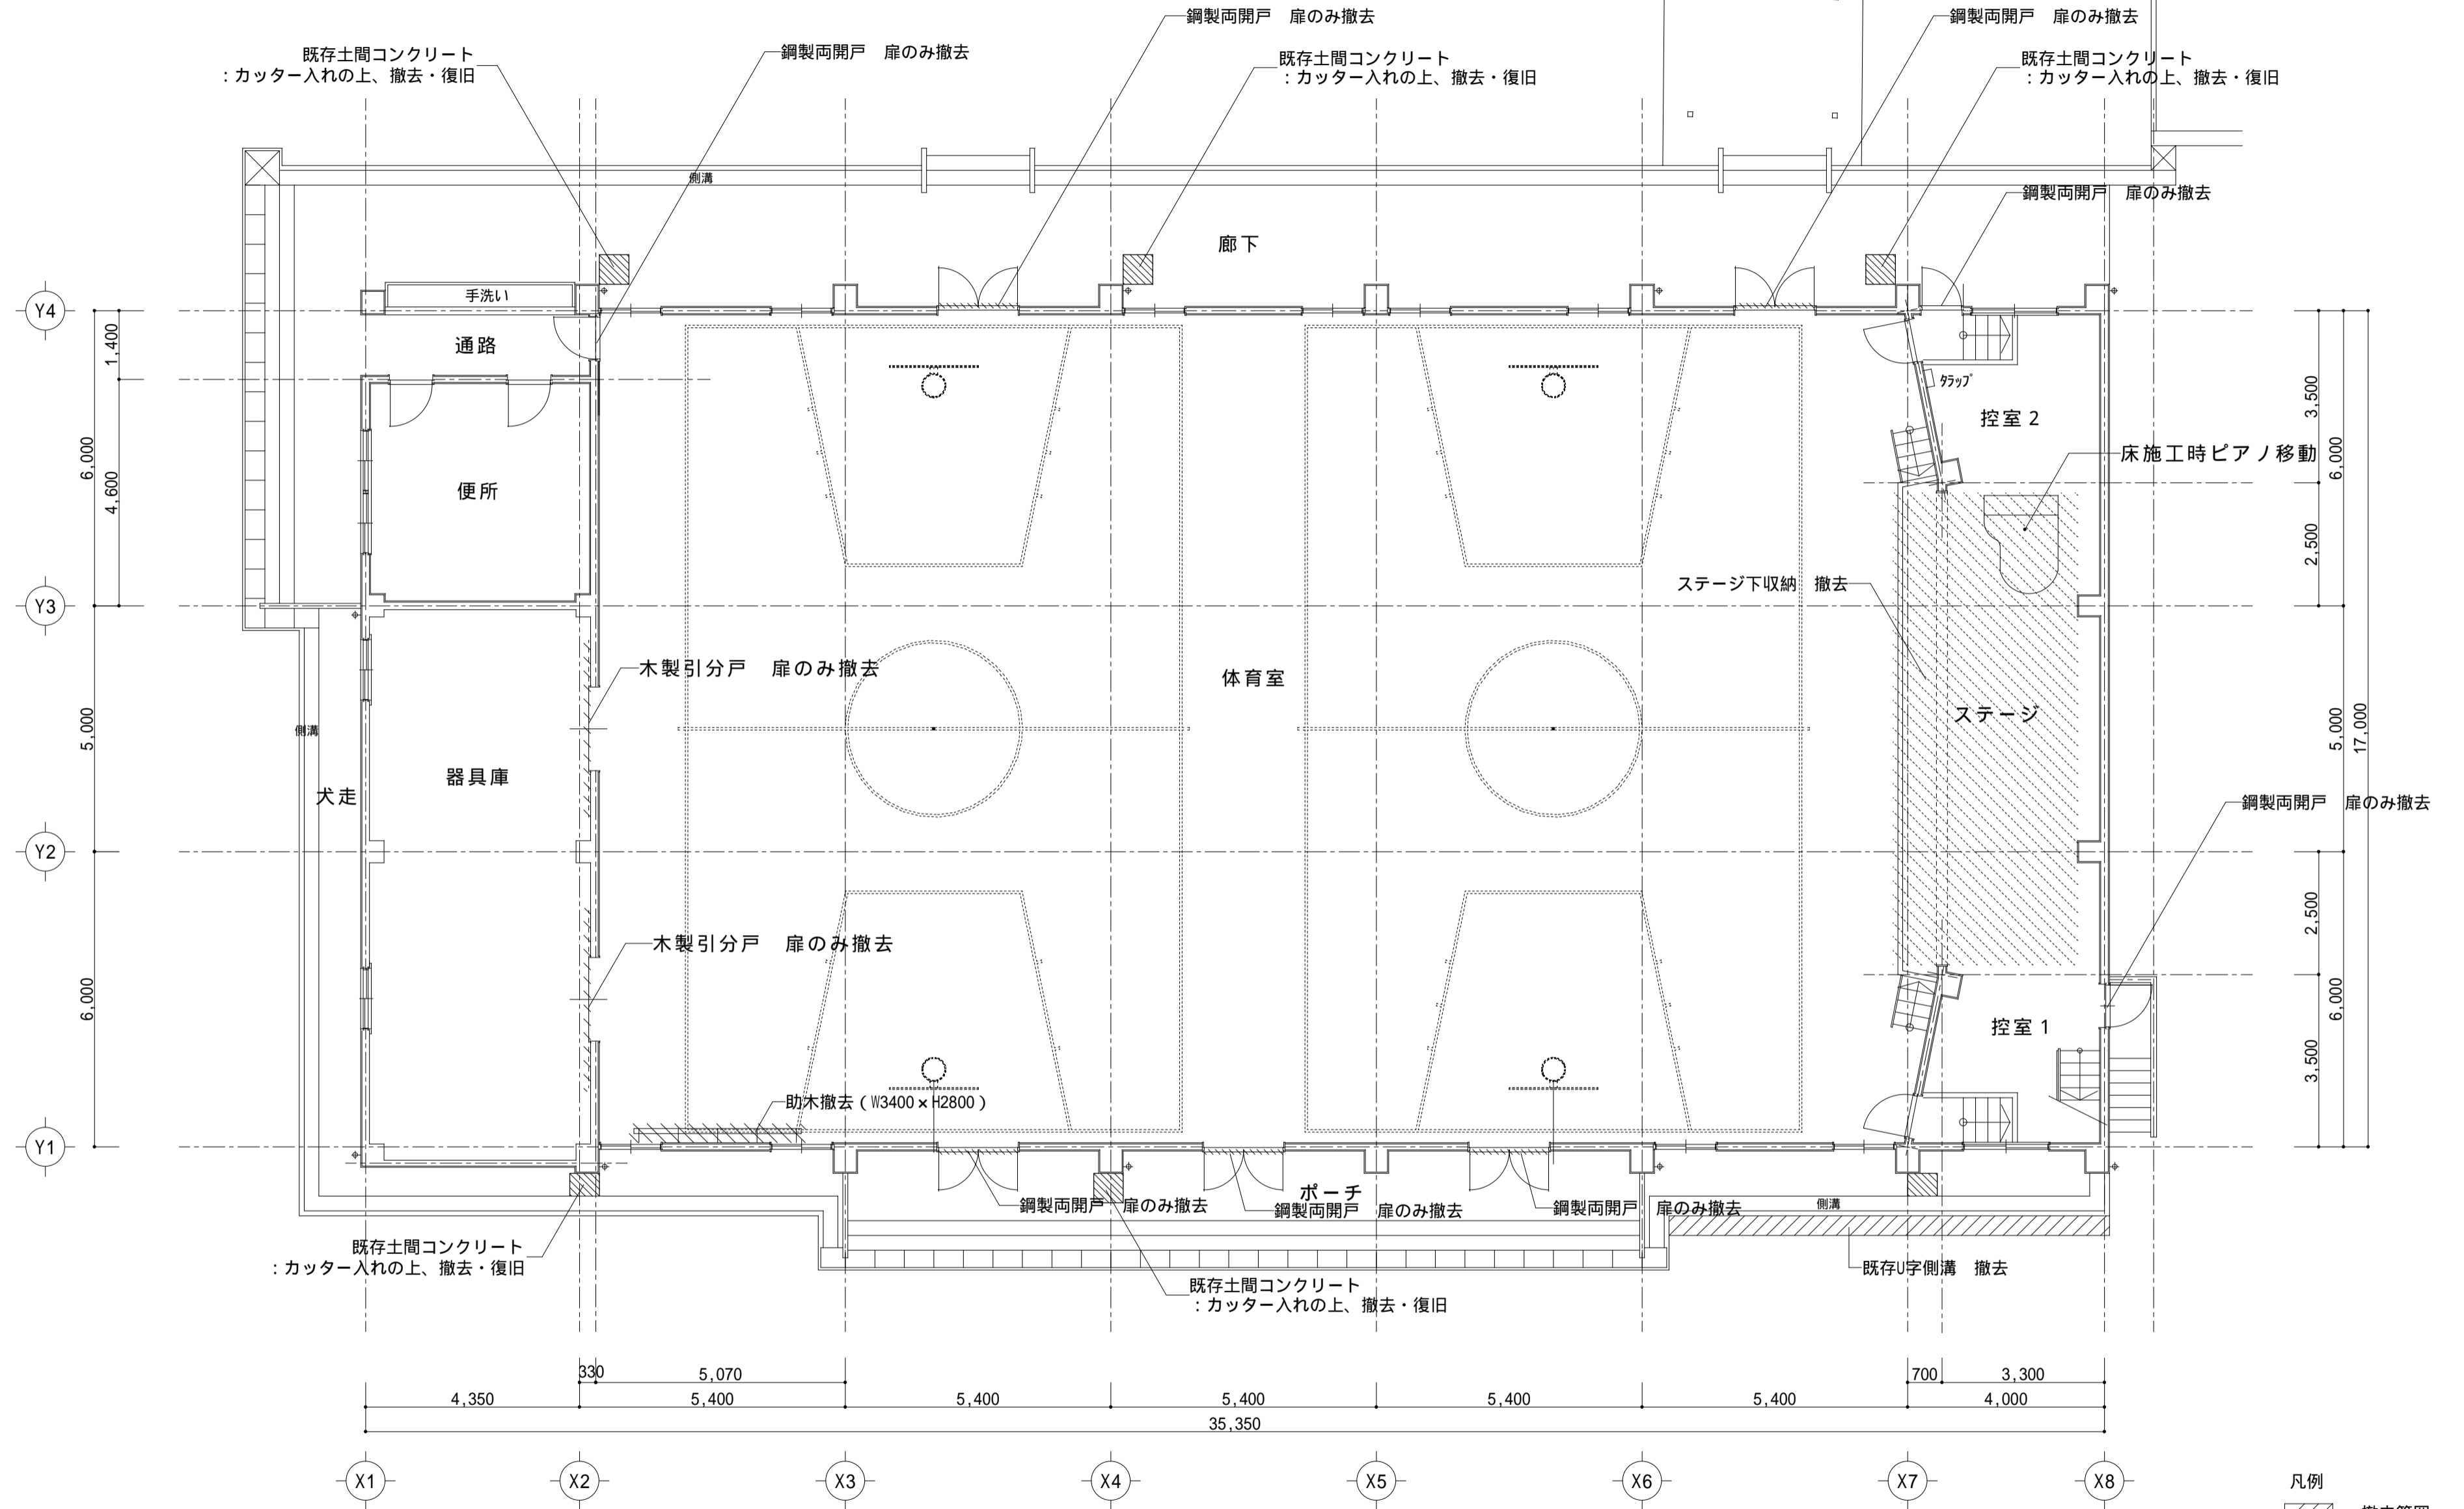 鋼製両開戸　扉のみ撤去
鋼製両開戸　扉のみ撤去
既存土間コンクリート
：カッター入れの上、撤去・復旧
鋼製両開戸　扉のみ撤去
既存土間コンクリート
：カッター入れの上、撤去・復旧
既存土間コンクリート
：カッター入れの上、撤去・復旧
側溝
鋼製両開戸　扉のみ撤去
廊下
手洗い
Y4
1,400
通路
3,500
ﾀﾗｯﾌﾟ
控室2
6,000
4,600
便所
床施工時ピアノ移動
6,000
2,500
ステージ下収納　撤去
Y3
木製引分戸　扉のみ撤去
体育室
ステージ
5,000
側溝
器具庫
犬走
5,000
17,000
鋼製両開戸　扉のみ撤去
Y2
木製引分戸　扉のみ撤去
2,500
6,000
控室1
6,000
3,500
助木撤去（W3400×H2800）
Y1
ポーチ
鋼製両開戸　扉のみ撤去
鋼製両開戸　扉のみ撤去
鋼製両開戸　扉のみ撤去
側溝
既存土間コンクリート
：カッター入れの上、撤去・復旧
既存U字側溝　撤去
既存土間コンクリート
：カッター入れの上、撤去・復旧
330
5,070
700
3,300
4,350
5,400
5,400
5,400
5,400
5,400
4,000
35,350
X1
X2
X3
X4
X5
X6
X7
X8
凡例